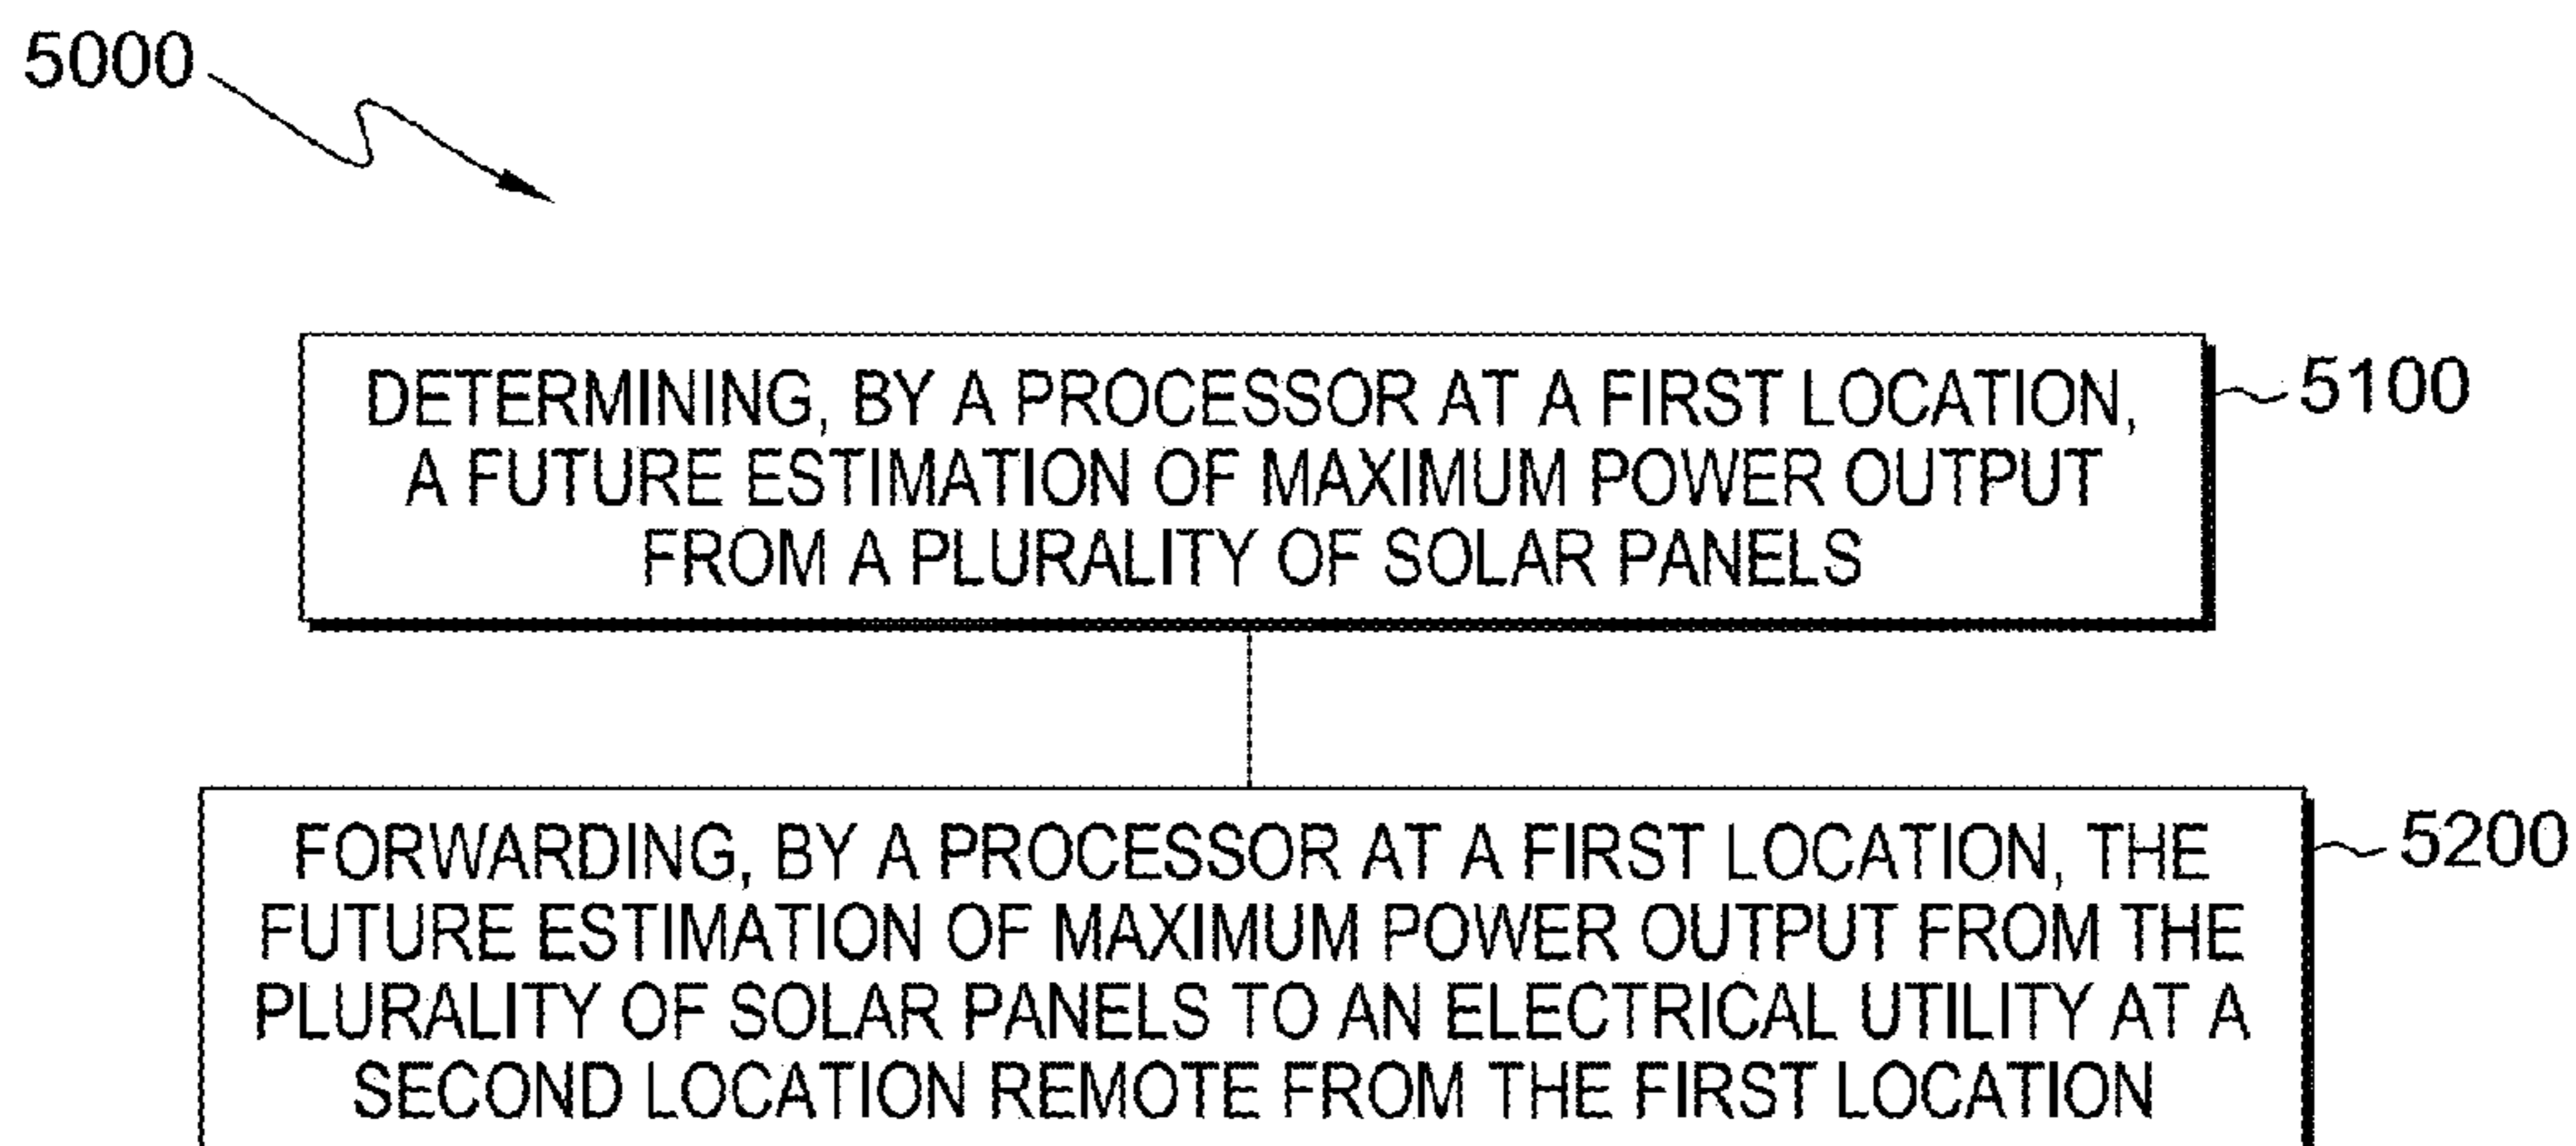 5000
DETERMINING, BY A PROCESSOR AT A FIRST LOCATION,
A FUTURE ESTIMATION OF MAXIMUM POWER OUTPUT
FROM A PLURALITY OF SOLAR PANELS
5100
FORWARDING, BY A PROCESSOR AT A FIRST LOCATION, THE
FUTURE ESTIMATION OF MAXIMUM POWER OUTPUT FROM THE
PLURALITY OF SOLAR PANELS TO AN ELECTRICAL UTILITY AT A
SECOND LOCATION REMOTE FROM THE FIRST LOCATION
5200